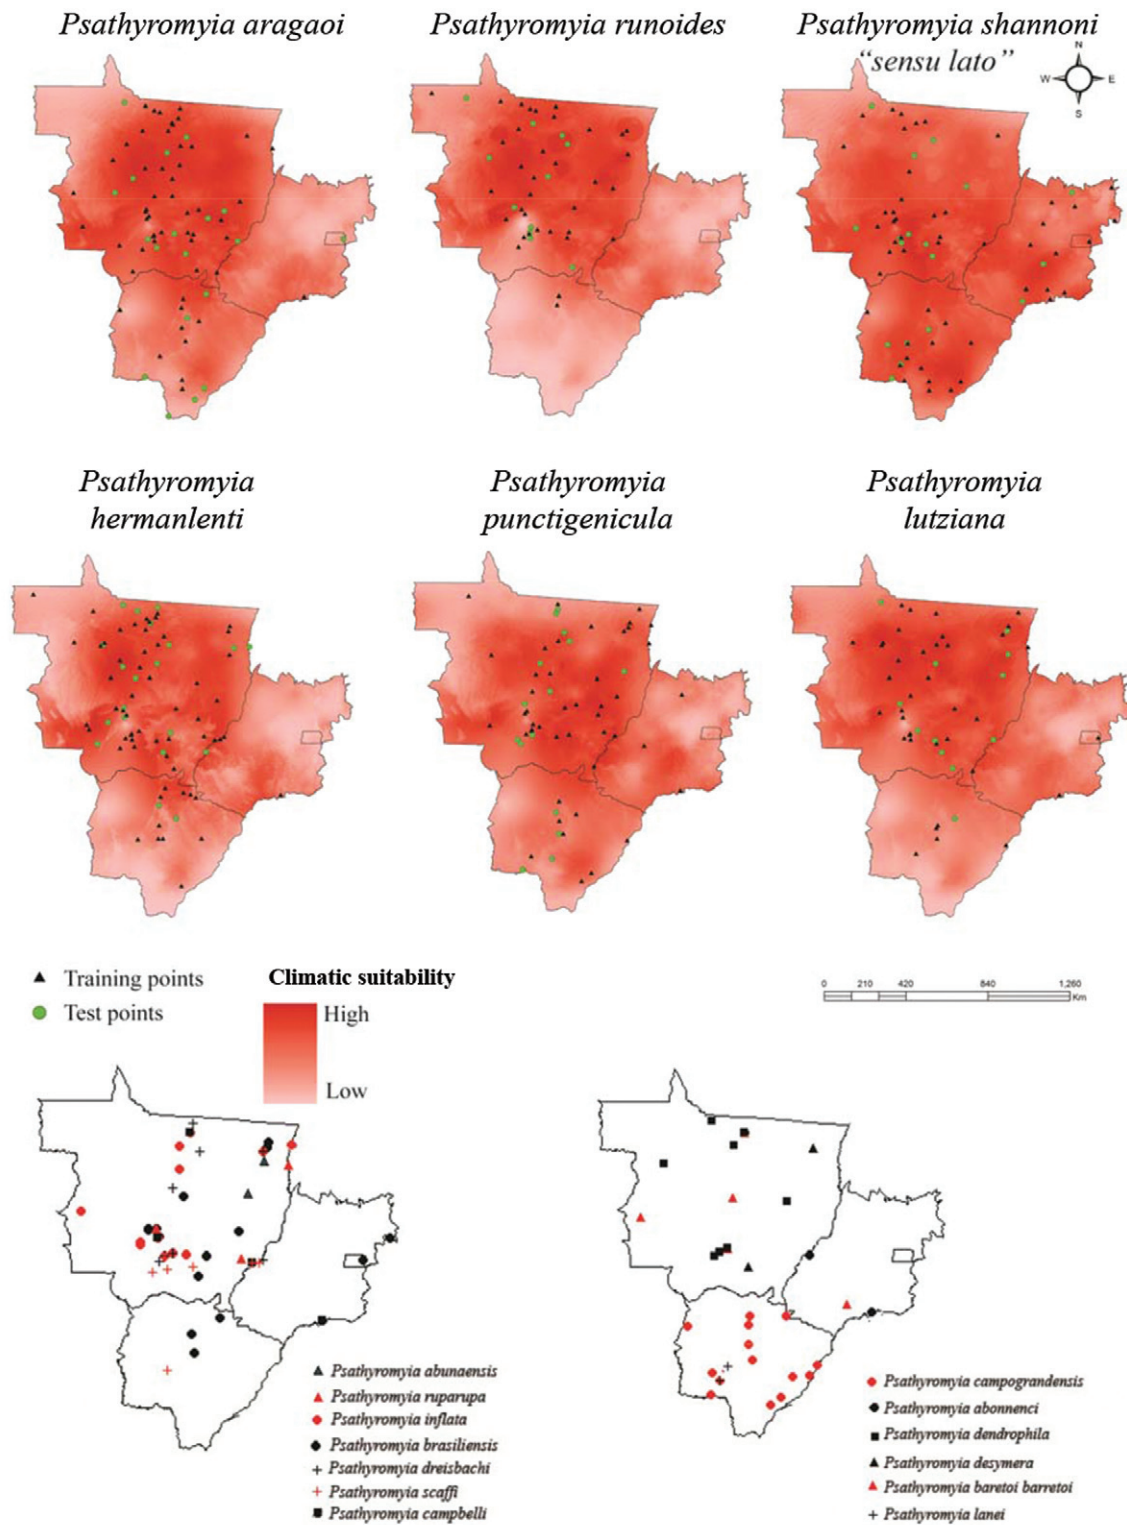 Psathyromyia aragaoi
Psathyromyia runoides
Psathyromyia shannoni
“sensu lato”
N
W
E
S
Psathyromyia
hermanlenti
Psathyromyia
punctigenicula
Psathyromyia
lutziana
Training points
Test points
Climatic suitability
High
Low
0 210 420 840 1,260
Km
Psathyromyia abunaensis
Psathyromyia ruparupa
Psathyromyia inflata
Psathyromyia brasiliensis
Psathyromyia dreisbachi
Psathyromyia scaffi
Psathyromyia campbelli
Psathyromyia campograndensis
Psathyromyia abonnenci
Psathyromyia dendrophila
Psathyromyia desymera
Psathyromyia baretoi barretoi
Psathyromyia lanei